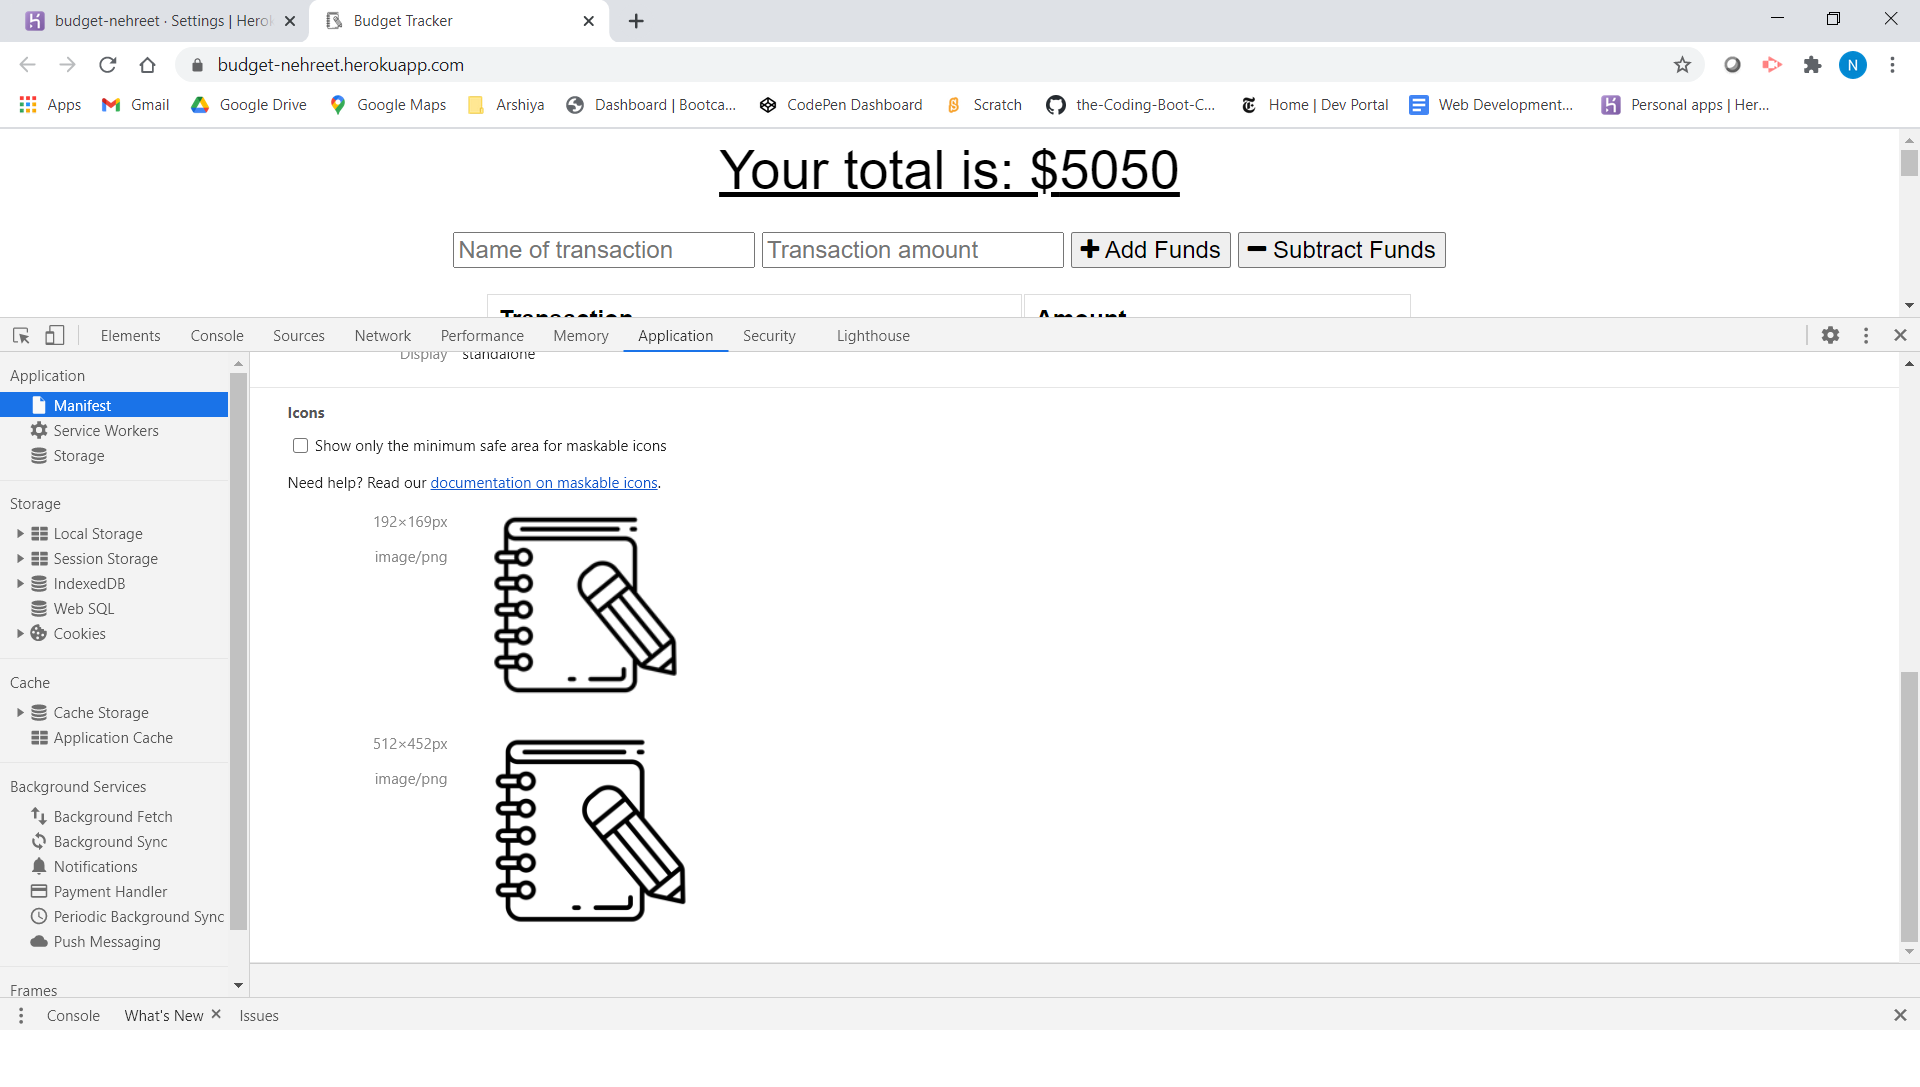 budget-nehreet · Settings | Herok
Budget Tracker
budget-nehreet.herokuapp.com
N
Apps
Gmail
Google Drive
Google Maps
Arshiya
Dashboard | Bootca...
CodePen Dashboard
Scratch
the-Coding-Boot-C...
Home | Dev Portal
Web Development...
Personal apps | Her...
Your total is: $5050
Name of transaction
Transaction amount
Add Funds
Subtract Funds
Transaction
Amount
Elements
Console
Sources
Network
Performance
Memory
Application
Security
Lighthouse
Application
Manifest
Service Workers
Storage
Storage
Local Storage
Session Storage
IndexedDB
Web SQL
Cookies
Cache
Cache Storage
Application Cache
Background Services
Background Fetch
Background Sync
Notifications
Payment Handler
Periodic Background Sync
Push Messaging
Frames
Display standalone
Icons
Show only the minimum safe area for maskable icons
Need help? Read our documentation on maskable icons.
192×169px
image/png
512×452px
image/png
Console
What's New
Issues